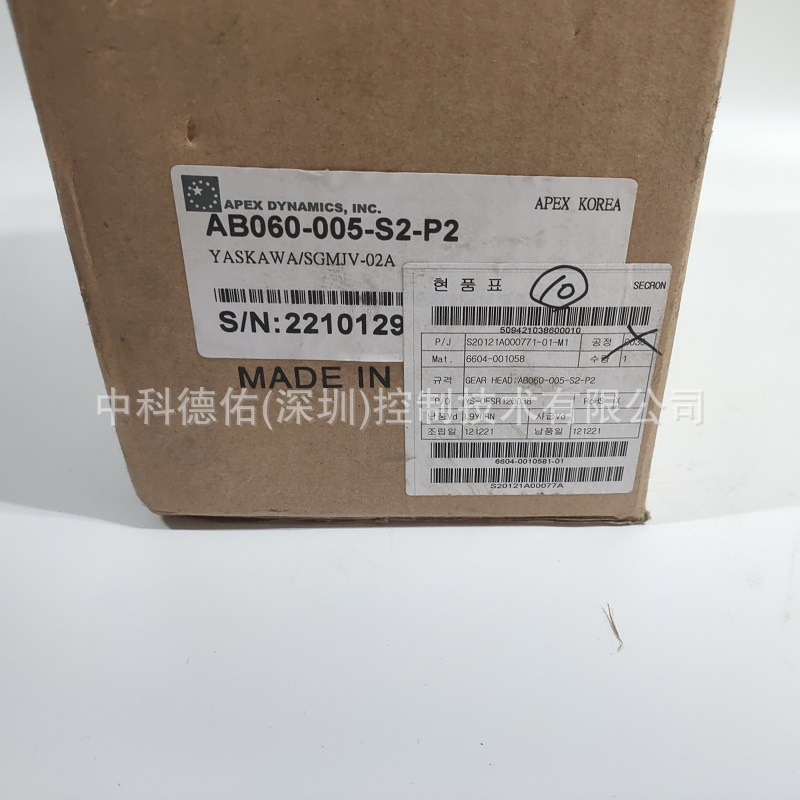 APEX DYNAMICS, INC.
APEX KOREA
AB060-005-S2-P2
YASKAWA/SGMJV-02A
S/N:2210129
MADE IN
현품표
10
SECRON
509421038600010
P/J S20121A000771-01-M1 공정
Mat. 6604-001058 수량 1
규격 GEAR HEAD:AB060-005-S2-P2
P/O
조립일 121221 납품일 121221
6604-0010581-01
S20121A00077A
中科德佑(深圳)控制技术有限公司